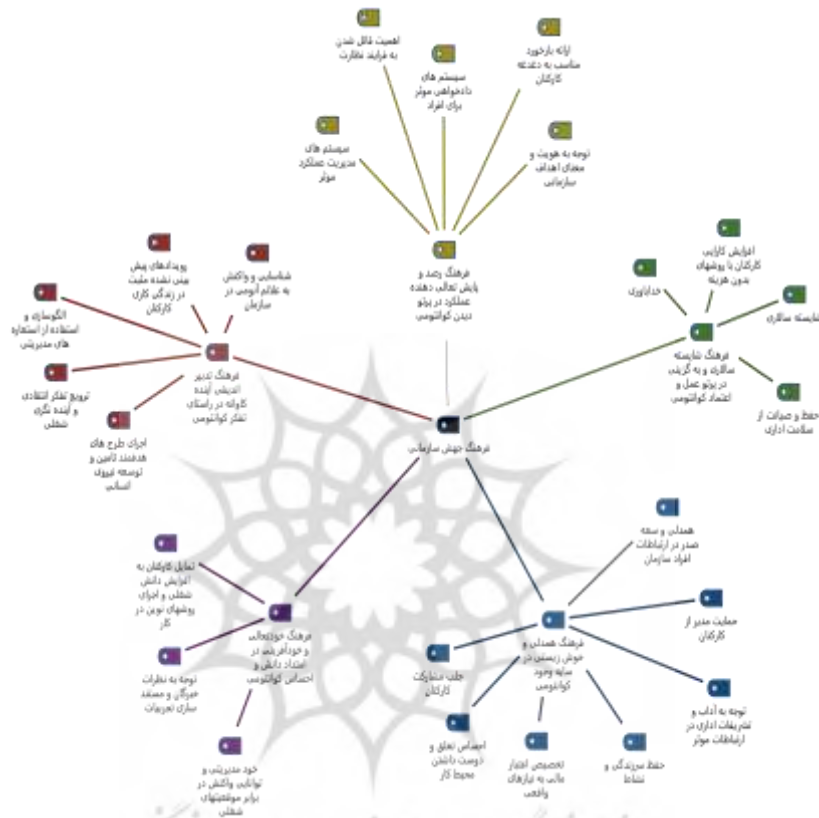 اهمیت قائل شدن
به فرایند نظارت
ارائه بازخورد
مناسب به دغدغه
کارکنان
سیستم های
دادخواهی موثر
برای افراد
سیستم های
مدیریت عملکرد
موثر
توجه به هویت و
معنای اهداف
سازمانی
فرهنگ رصد و
پایش تعالی دهنده
عملکرد در پرتو
دیدن کوانتومی
افزایش کارایی
کارکنان با روشهای
بدون هزینه
خداباوری
شایسته سالاری
فرهنگ شایسته
سالاری و به گزینی
در پرتو عمل و
اعتماد کوانتومی
حفظ و صیانت از
سلامت اداری
شناسایی و واکنش
به علائم آنومی در
سازمان
رویدادهای پیش
بینی نشده مثبت
در زندگی کاری
کارکنان
الگوسازی و
استفاده از استعاره
های مدیریتی
فرهنگ تدبیر
اندیشی آینده
کاوانه در راستای
تفکر کوانتومی
ترویج تفکر انتقادی
و آینده نگری
شغلی
اجرای طرح های
هدفمند تامین و
توسعه نیروی
انسانی
فرهنگ جهش سازمانی
همدلی و سعه
صدر در ارتباطات
افراد سازمان
حمایت مدیر از
کارکنان
فرهنگ همدلی و
خوش زیستی در
سایه وجود
کوانتومی
جلب مشارکت
کارکنان
توجه به آداب و
تشریفات اداری در
ارتباطات موثر
احساس تعلق و
دوست داشتن
محیط کار
تخصیص اعتبار
مالی به نیازهای
واقعی
حفظ سرزندگی و
نشاط
تمایل کارکنان به
افزایش دانش
شغلی و اجرای
روشهای نوین در
کار
فرهنگ خودتعالی
و خودآفرینی در
امتداد دانش و
احساس کوانتومی
توجه به نظرات
خبرگان و مستند
سازی تجربیات
خود مدیریتی و
توانایی واکنش در
برابر موقعیتهای
شغلی